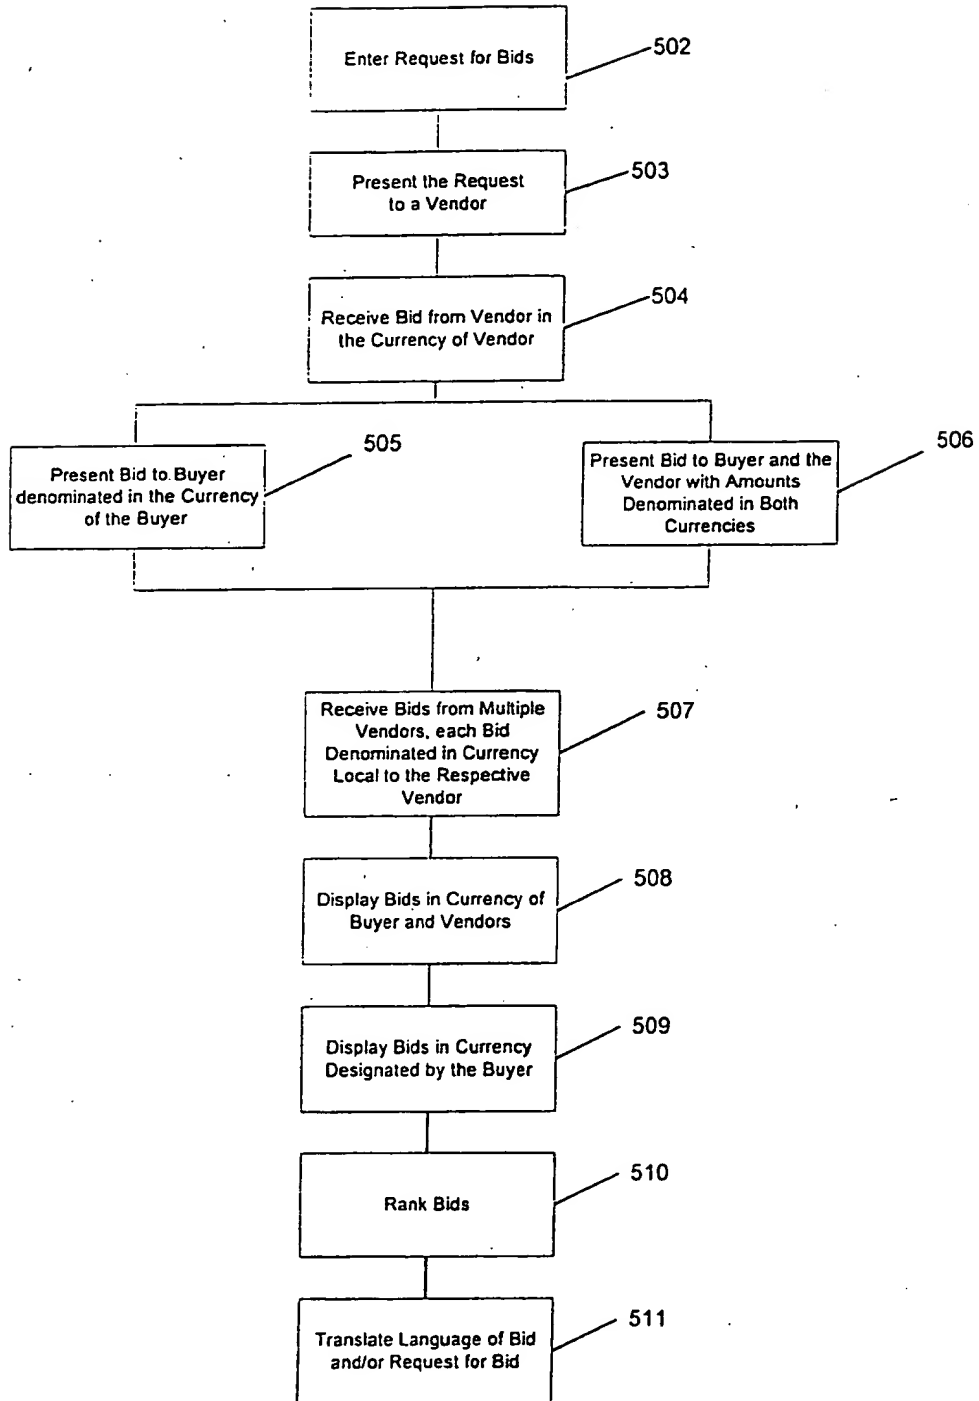 Enter Request for Bids
502
Present the Request
to a Vendor
503
Receive Bid from Vendor in
the Currency of Vendor
504
Present Bid to Buyer
denominated in the Currency
of the Buyer
505
Present Bid to Buyer and the
Vendor with Amounts
Denominated in Both
Currencies
506
Receive Bids from Multiple
Vendors, each Bid
Denominated in Currency
Local to the Respective
Vendor
507
Display Bids in Currency of
Buyer and Vendors
508
Display Bids in Currency
Designated by the Buyer
509
Rank Bids
510
Translate Language of Bid
and/or Request for Bid
511